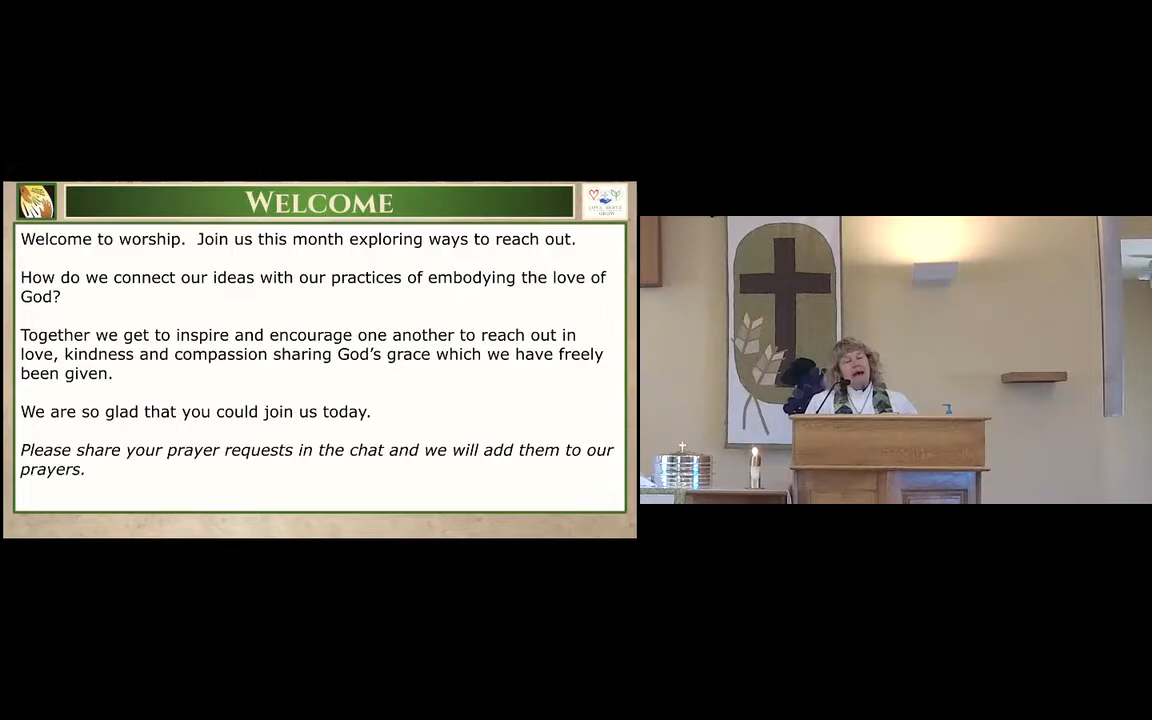 WELCOME
Welcome to worship.  Join us this month exploring ways to reach out.
How do we connect our ideas with our practices of embodying the love of
God?
Together we get to inspire and encourage one another to reach out in
love, kindness and compassion sharing God’s grace which we have freely
been given.
We are so glad that you could join us today.
Please share your prayer requests in the chat and we will add them to our
prayers.